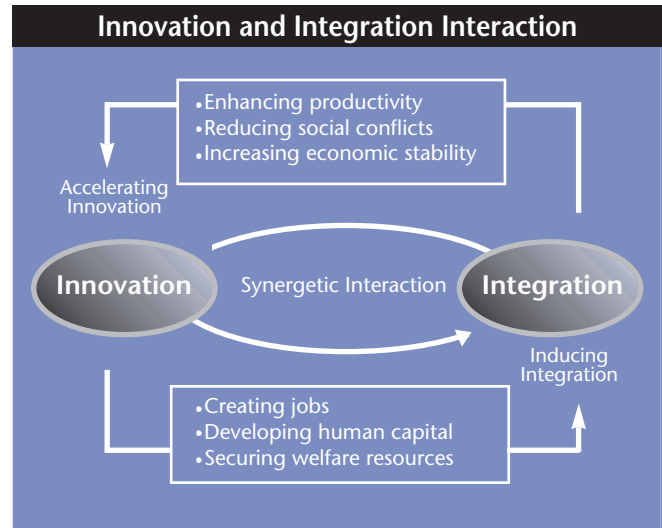 Innovation and Integration Interaction
•Enhancing productivity
•Reducing social conflicts
•Increasing economic stability
Accelerating
Innovation
Innovation
Synergetic Interaction
Integration
Inducing
Integration
•Creating jobs
•Developing human capital
•Securing welfare resources